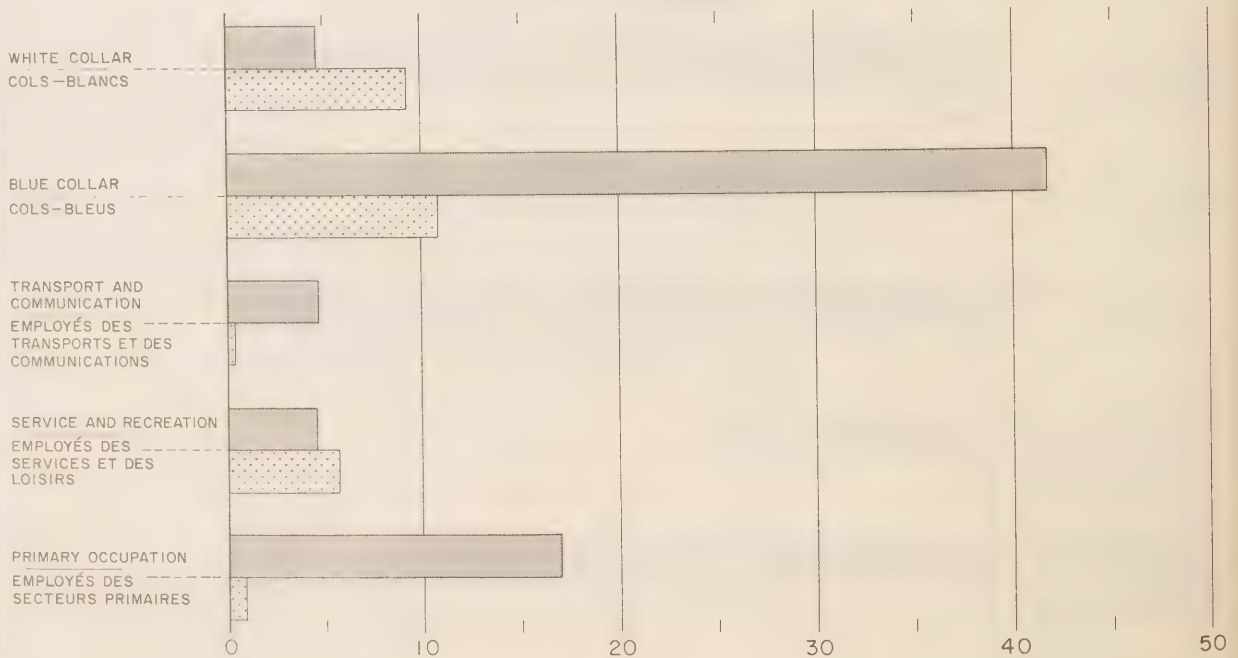 WHITE COLLAR
COLS-BLANCS
BLUE COLLAR
COLS-BLEUS
TRANSPORT AND
COMMUNICATION
EMPLOYÉS DES
TRANSPORTS ET DES
COMMUNICATIONS
SERVICE AND RECREATION
EMPLOYÉS DES
SERVICES ET DES
LOISIRS
PRIMARY OCCUPATION
EMPLOYÉS DES
SECTEURS PRIMAIRES
0 10 20 30 40 50